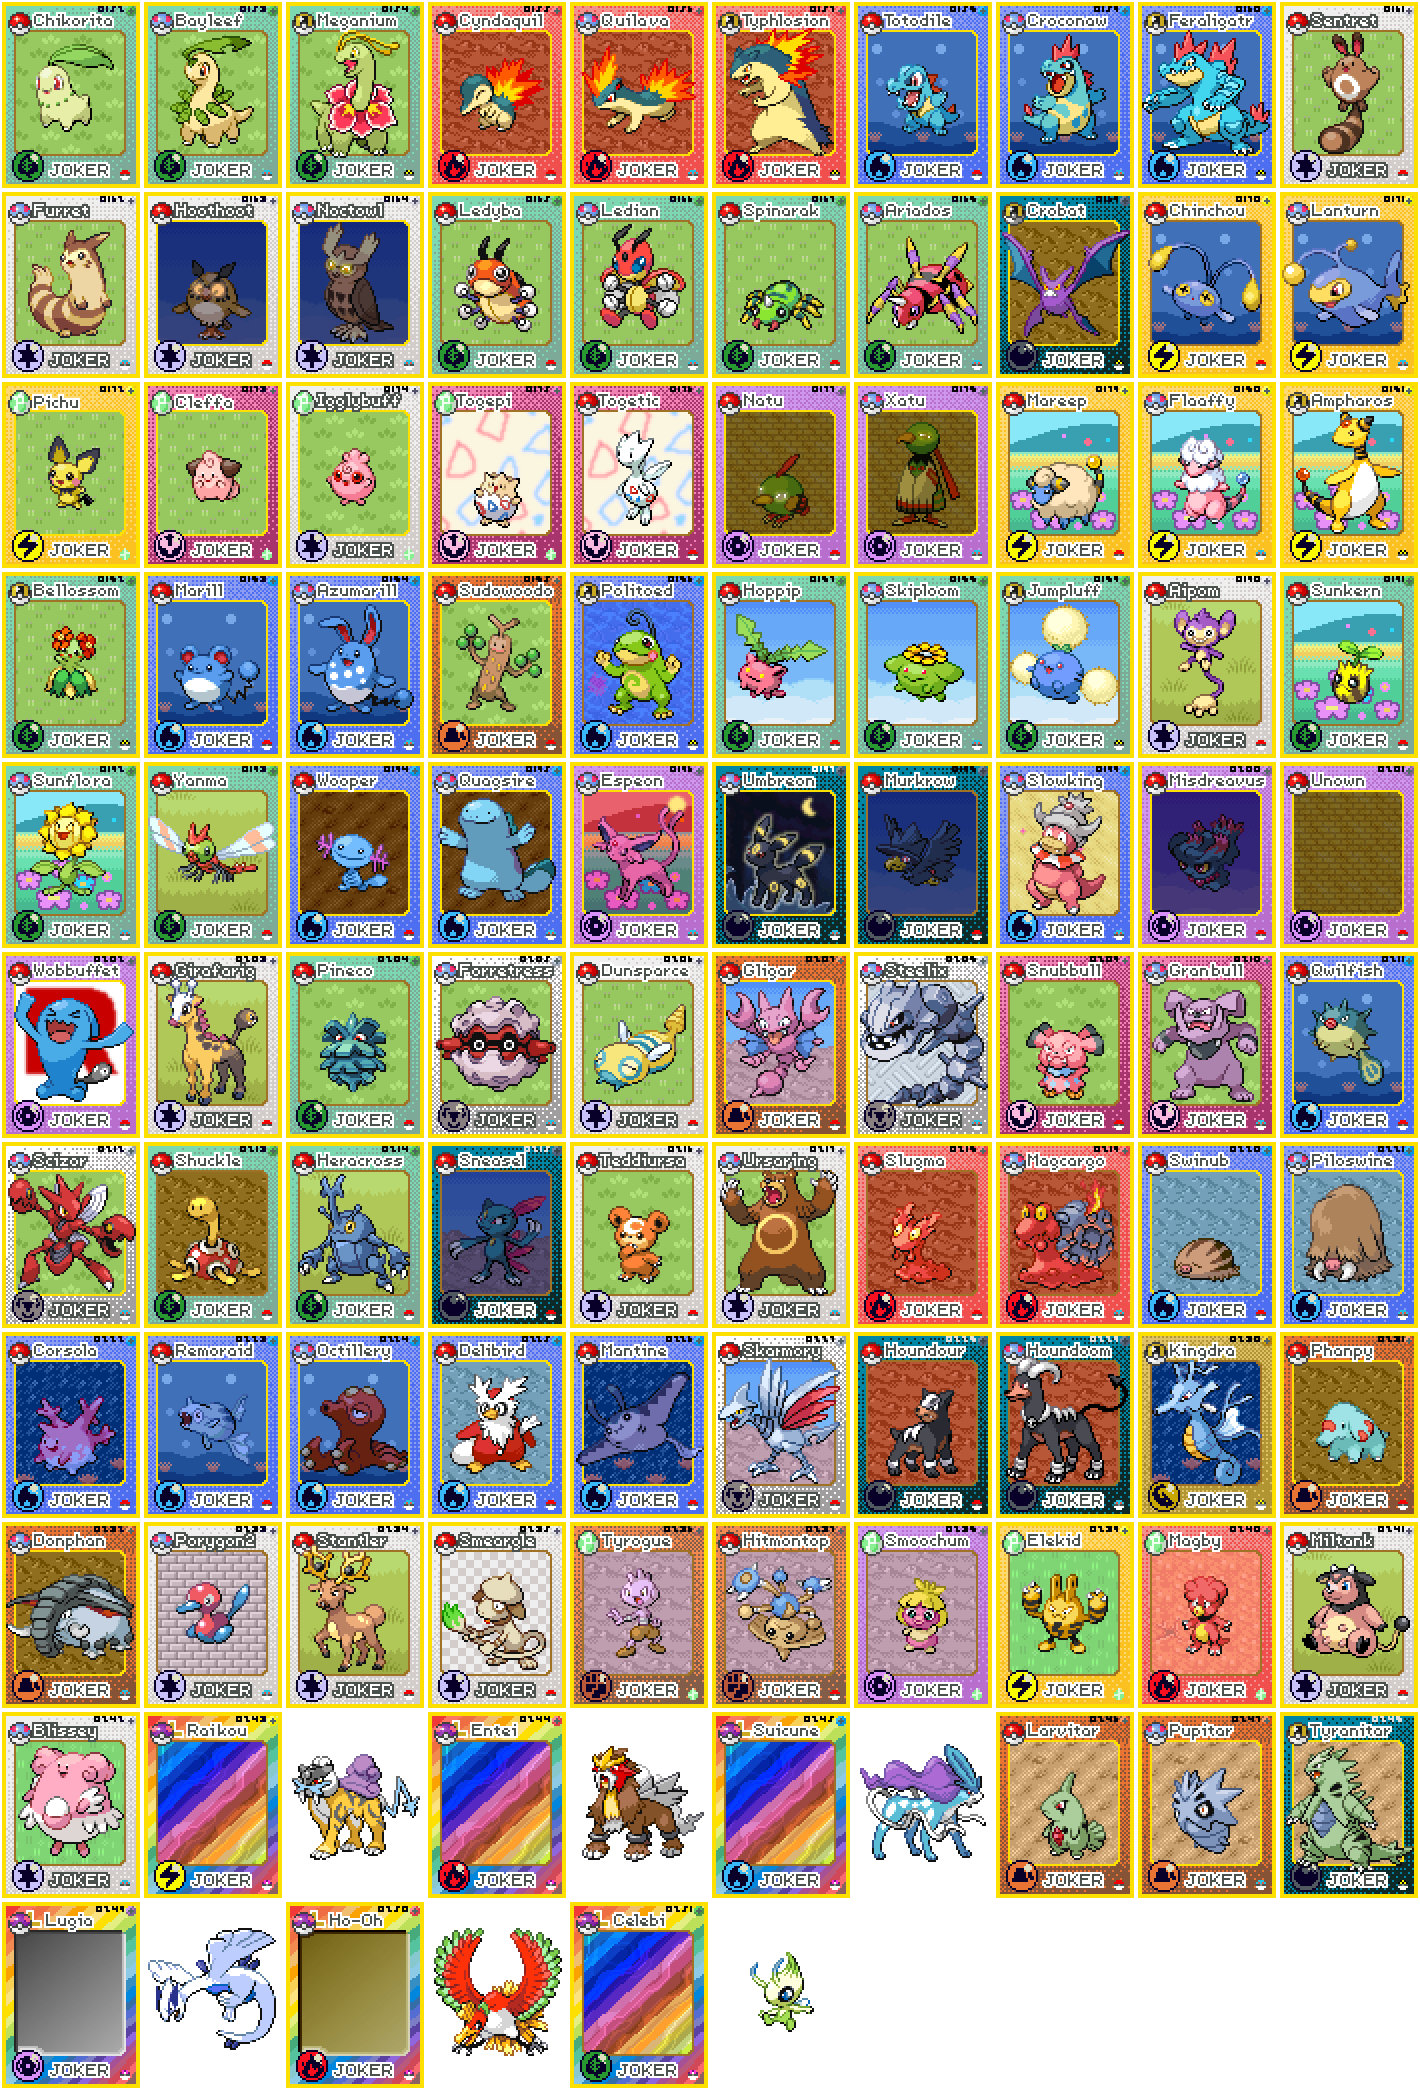 Chikorita Bayleef Meganium Cyndaquil Quilava Typhlosion Totodile Croconaw Feraligatr Sentret
JOKER JOKER JOKER JOKER JOKER JOKER JOKER JOKER JOKER JOKER
Furret Hoothoot Noctowl Ledyba Ledian Spinarak Ariados Crobat Chinchou Lanturn
JOKER JOKER JOKER JOKER JOKER JOKER JOKER JOKER JOKER JOKER
Pichu Cleffa Igglybuff Togepi Togetic Natu Xatu Mareep Flaaffy Ampharos
JOKER JOKER JOKER JOKER JOKER JOKER JOKER JOKER JOKER JOKER
Bellossom Marill Azumarill Sudowoodo Politoed Hoppip Skiploom Jumpluff Aipom Sunkern
JOKER JOKER JOKER JOKER JOKER JOKER JOKER JOKER JOKER JOKER
Sunflora Yanma Wooper Quagsire Espeon Umbreon Murkrow Slowking Misdreavus Unown
JOKER JOKER JOKER JOKER JOKER JOKER JOKER JOKER JOKER JOKER
Wobbuffet Girafarig Pineco Forretress Dunsparce Gligar Steelix Snubbull Granbull Qwilfish
JOKER JOKER JOKER JOKER JOKER JOKER JOKER JOKER JOKER JOKER
Scizor Shuckle Heracross Sneasel Teddiursa Ursaring Slugma Magcargo Swinub Piloswine
JOKER JOKER JOKER JOKER JOKER JOKER JOKER JOKER JOKER JOKER
Corsola Remoraid Octillery Delibird Mantine Skarmory Houndour Houndoom Kingdra Phanpy
JOKER JOKER JOKER JOKER JOKER JOKER JOKER JOKER JOKER JOKER
Donphan Porygon2 Stantler Smeargle Tyrogue Hitmontop Smoochum Elekid Magby Miltank
JOKER JOKER JOKER JOKER JOKER JOKER JOKER JOKER JOKER JOKER
Blissey Raikou Entei Suicune Larvitar Pupitar Tyranitar
JOKER JOKER JOKER JOKER JOKER JOKER JOKER
Lugia Ho-Oh Celebi
JOKER JOKER JOKER